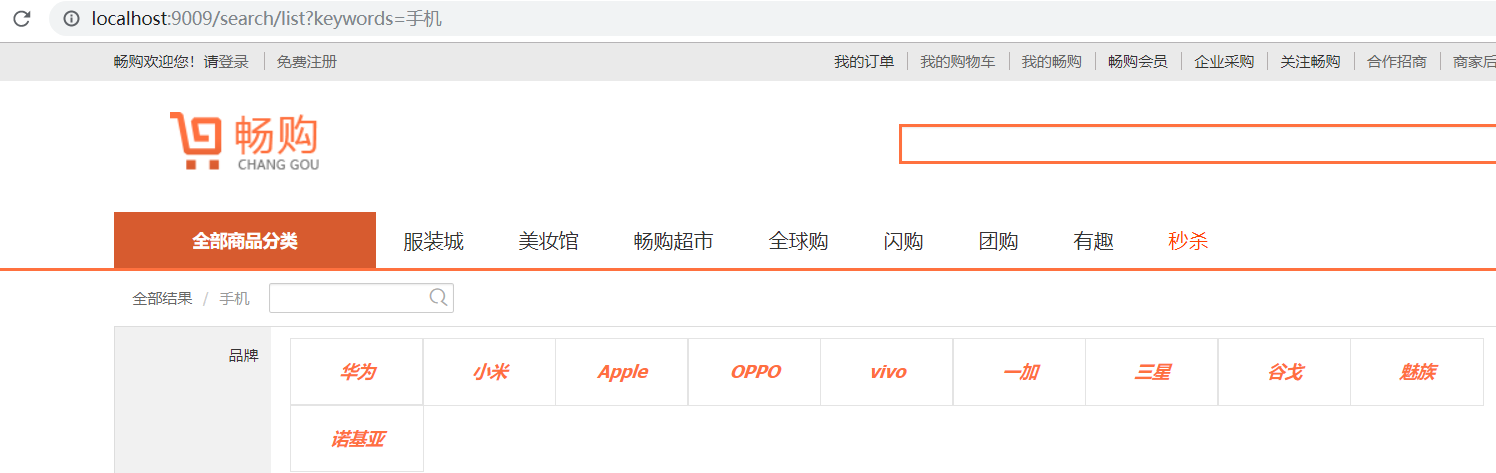 localhost:9009/search/list?keywords=手机
畅购欢迎您！请登录 免费注册 我的订单 我的购物车 我的畅购 畅购会员 企业采购 关注畅购 合作招商 商家后
畅购
CHANG GOU
全部商品分类 服装城 美妆馆 畅购超市 全球购 闪购 团购 有趣 秒杀
全部结果 / 手机
品牌 华为 小米 Apple OPPO vivo 一加 三星 谷戈 魅族
诺基亚